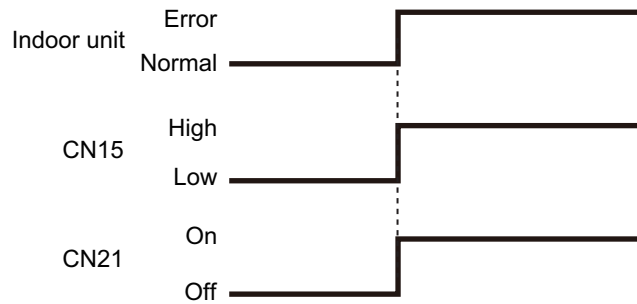 Error
Indoor unit
Normal
High
CN15
Low
On
CN21
Off